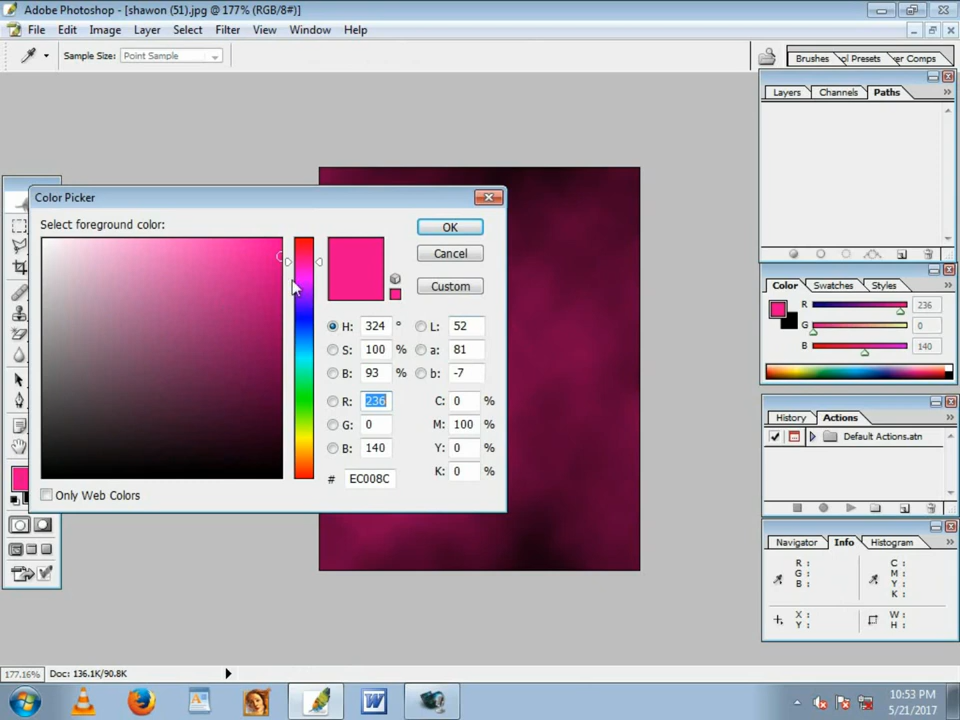 Adobe Photoshop - [shawon (51).jpg @ 177% (RGB/8#)]
File Edit Image Layer Select Filter View Window Help
Sample Size: Point Sample
Brushes ol Presets er Comps
Layers Channels Paths
Color Picker
Select foreground color:
OK
Cancel
Custom
H: 324 ° L: 52
S: 100 % a: 81
B: 93 % b: -7
R: 236 C: 0 %
G: 0 M: 100 %
B: 140 Y: 0 %
# EC008C K: 0 %
Only Web Colors
Color Swatches Styles
R 236
G 0
B 140
History Actions
Default Actions.atn
Navigator Info Histogram
R : C :
G : M :
B : Y :
K :
X : W :
Y : H :
177.16% Doc: 136.1K/90.8K
10:53 PM
5/21/2017